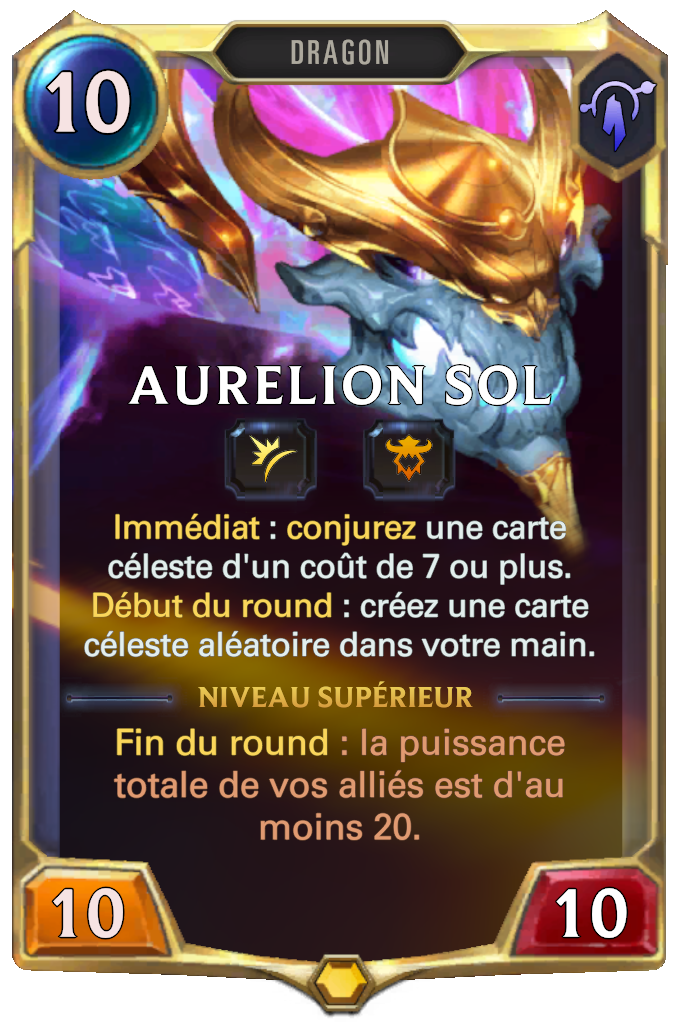 DRAGON
10
AURELION SOL
Immédiat : conjurez une carte
céleste d'un coût de 7 ou plus.
Début du round : créez une carte
céleste aléatoire dans votre main.
NIVEAU SUPÉRIEUR
Fin du round : la puissance
totale de vos alliés est d'au
moins 20.
10
10